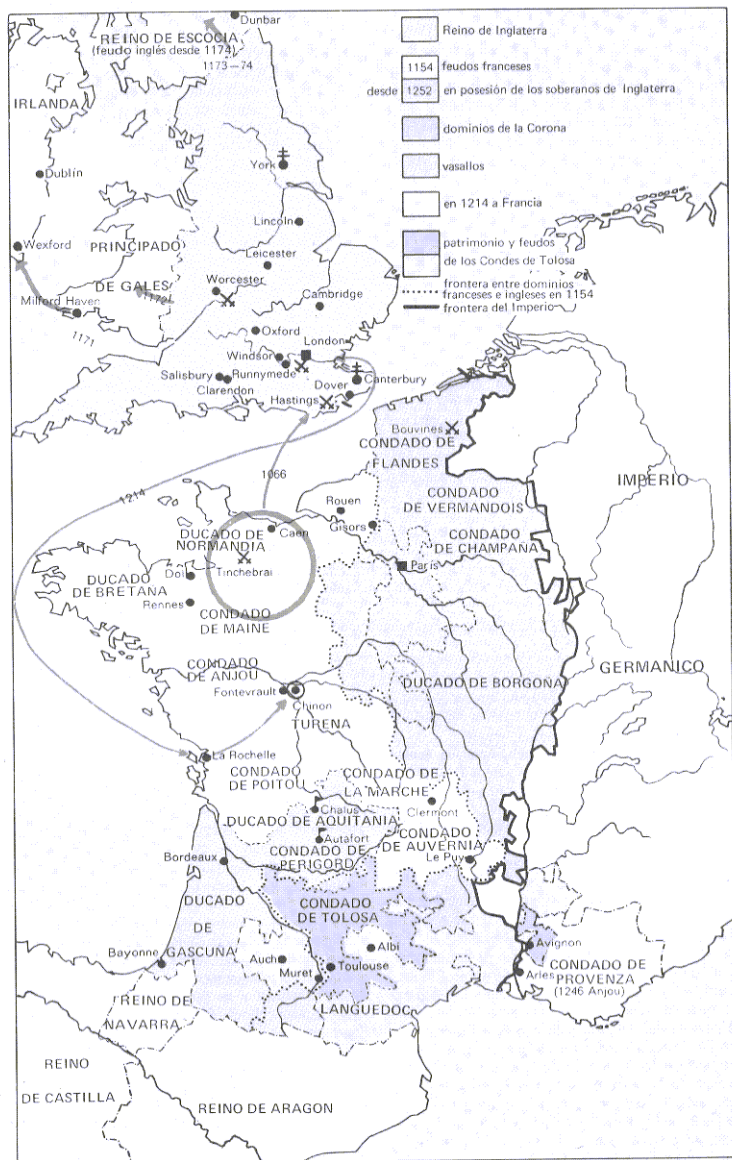 Dunbar
REINO DE ESCOCIA
(feudo inglés desde 1174)
1173—74
IRLANDA
Dublín
York
Lincoln
Wexford
PRINCIPADO
DE GALES
1172
Leicester
Worcester
Milford Haven
1171
Cambridge
Oxford
London
Windsor
Runnymede
Salisbury
Clarendon
Canterbury
Dover
Hastings
Reino de Inglaterra
1154 feudos franceses
desde 1252 en posesión de los soberanos de Inglaterra
dominios de la Corona
vasallos
en 1214 a Francia
patrimonio y feudos
de los Condes de Tolosa
frontera entre dominios
franceses e ingleses en 1154
frontera del Imperio
Bouvines
CONDADO DE
FLANDES
1066
1214
Rouen
Gisors
CONDADO
DE VERMANDOIS
CONDADO
DE CHAMPAÑA
IMPERIO
Caen
DUCADO DE
NORMANDIA
Tinchebrai
París
Dol
DUCADO
DE BRETANA
Rennes
CONDADO
DE MAINE
CONDADO
DE ANJOU
Fontevrault
Chinon
TURENA
DUCADO DE BORGOÑA
GERMANICO
La Rochelle
CONDADO
DE POITOU
CONDADO DE
LA MARCHE
Chalus
Clermont
DUCADO DE AQUITANIA
Autafort
CONDADO DE
PERIGORD
CONDADO
DE AUVERNIA
Le Puy
Bordeaux
DUCADO
DE
GASCUÑA
CONDADO
DE TOLOSA
Albi
Auch
Muret
Toulouse
Bayonne
Avignon
Arles
CONDADO DE
PROVENZA
(1246 Anjou)
REINO DE
NAVARRA
LANGUEDOC
REINO
DE CASTILLA
REINO DE ARAGON